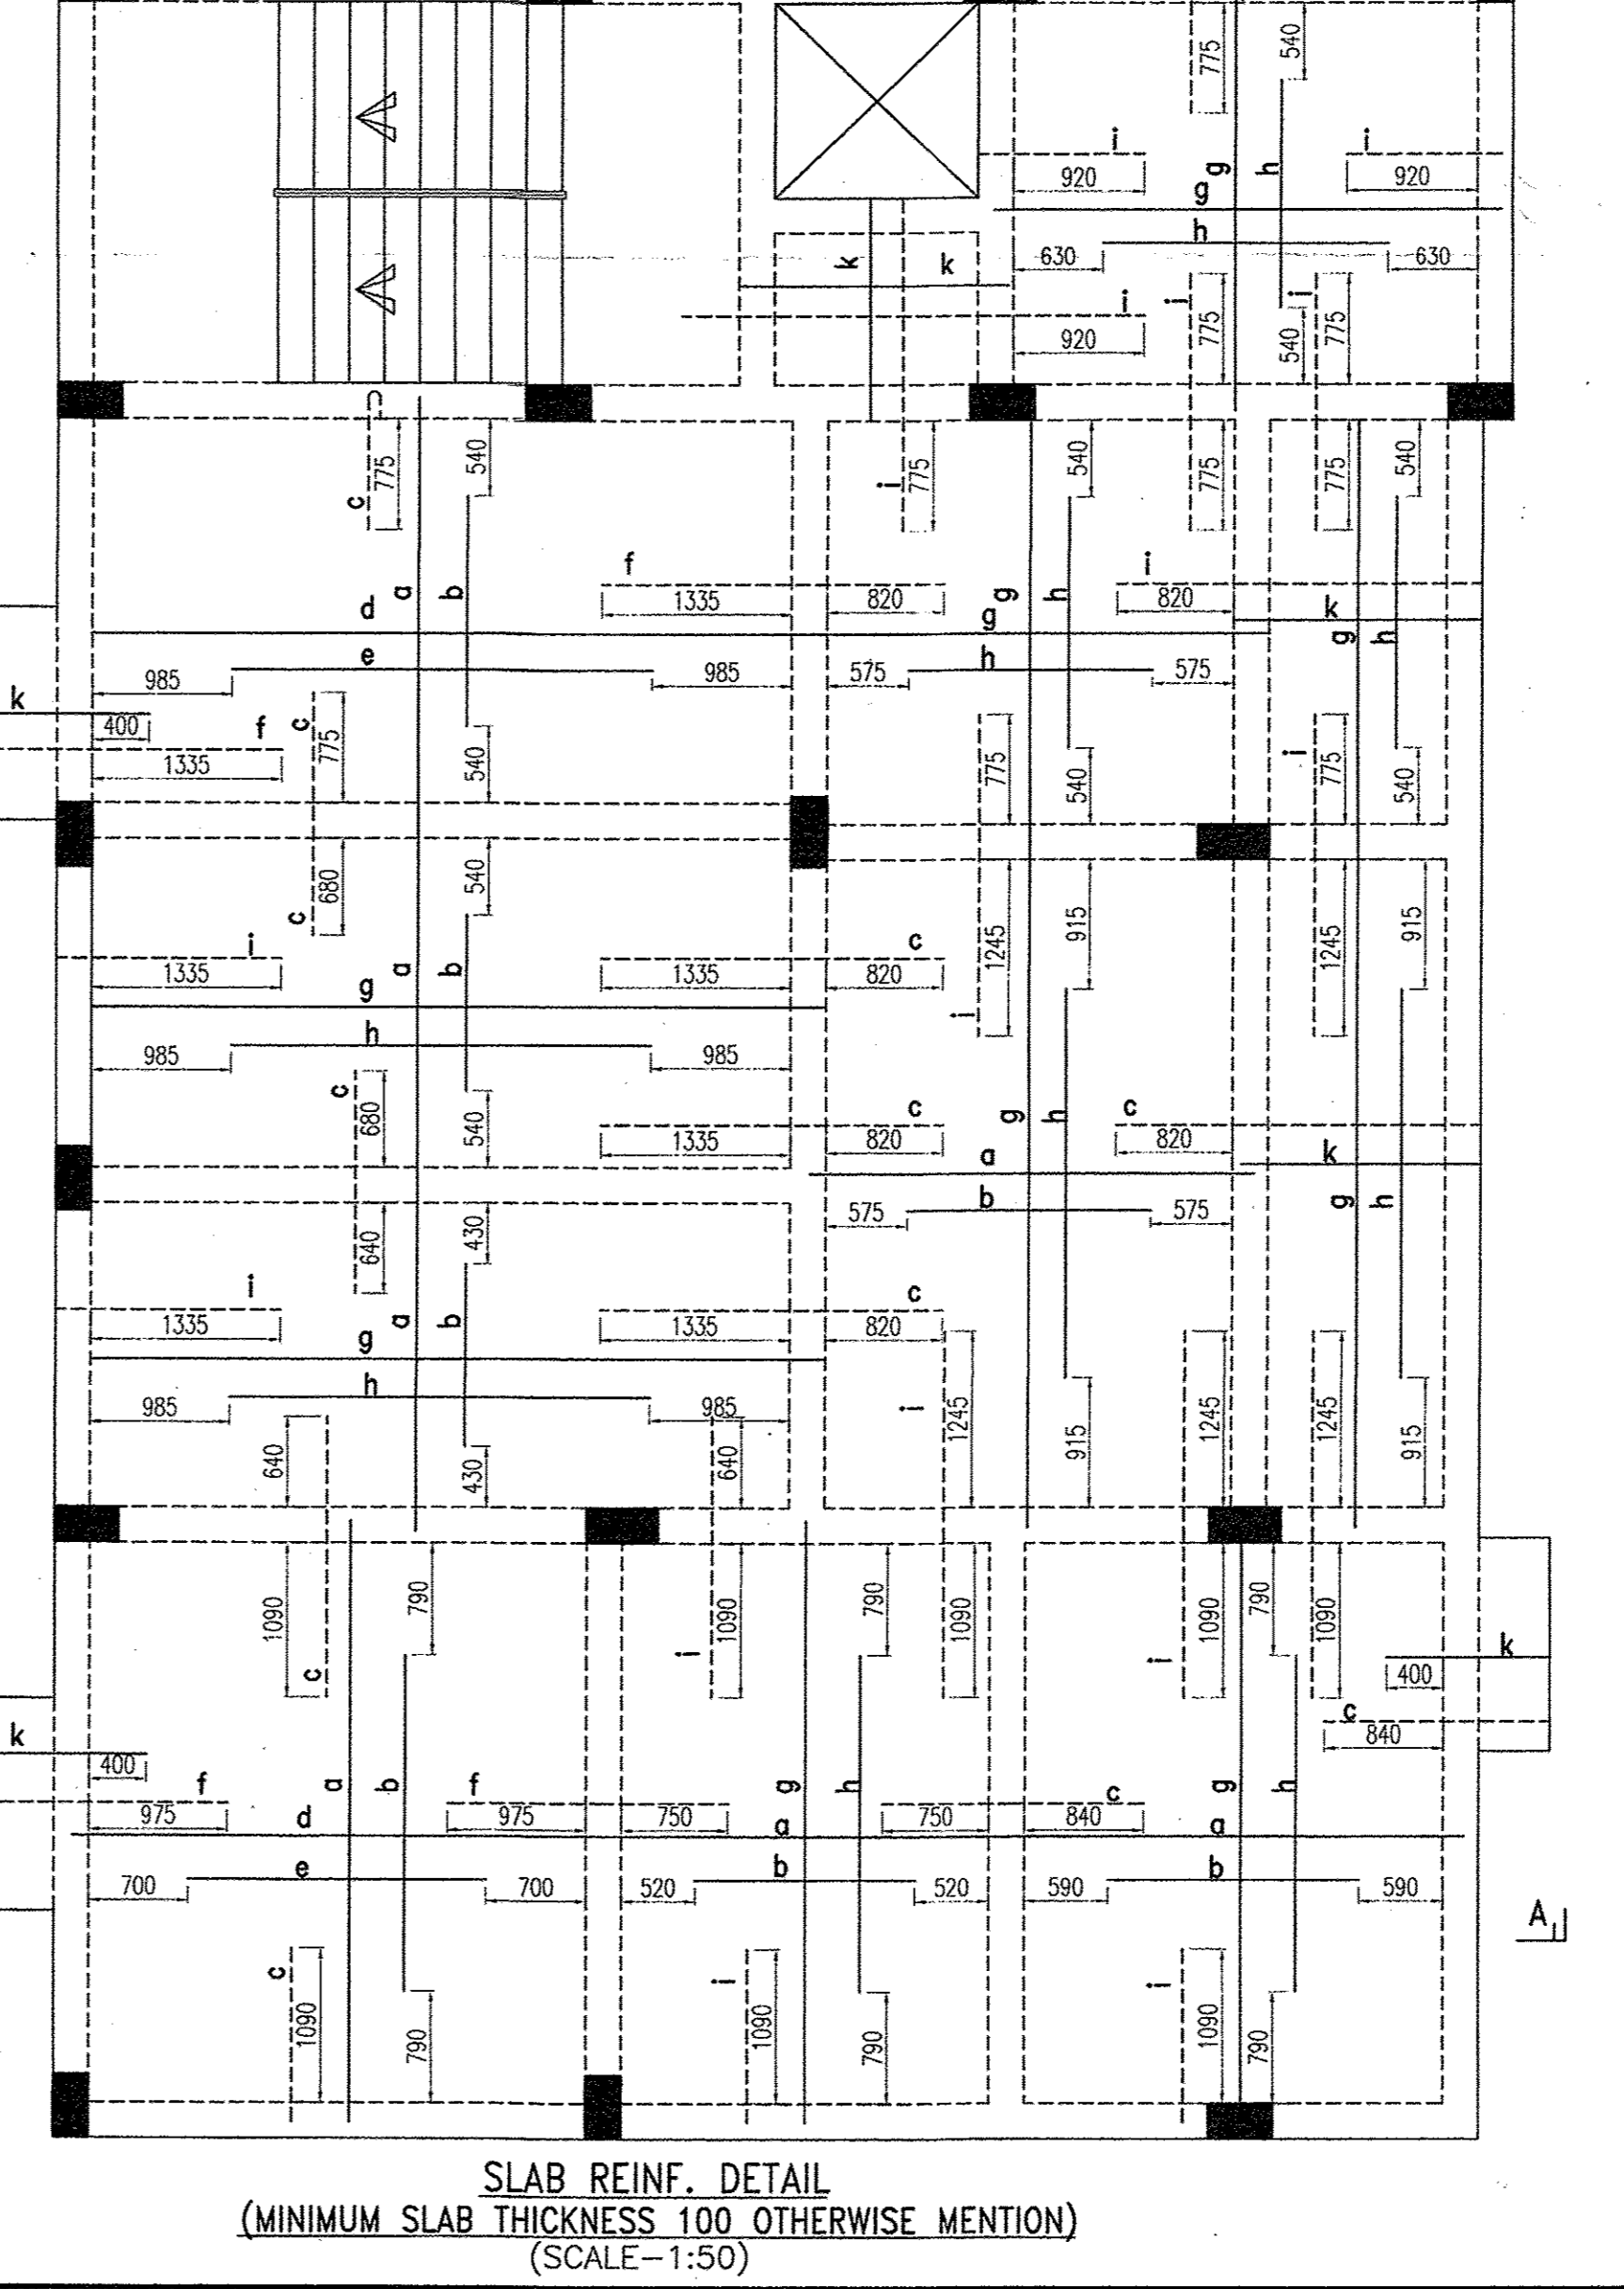 775
540
i
i
920
920
g
h
g
h
k
k
630
630
i
i
i
920
775
540
775
c
775
540
i
775
540
775
775
540
f
i
1335
820
820
d
a
b
g
h
g
k
g
h
e
h
985
985
575
575
k
400
f
c
775
540
1335
775
540
i
775
540
c
680
540
i
c
1335
1335
820
1245
915
1245
915
a
b
g
i
h
985
985
c
680
540
c
c
1335
820
820
g
h
a
k
b
g
h
575
575
640
430
i
c
1335
1335
820
a
b
g
h
985
985
i
640
430
640
1245
915
1245
1245
915
1090
790
1090
790
1090
1090
790
1090
c
i
i
k
400
c
840
k
400
f
a
b
f
g
h
c
g
h
975
975
750
750
840
d
a
a
e
b
b
700
700
520
520
590
590
A
c
i
i
1090
790
1090
790
1090
790
SLAB REINF. DETAIL
(MINIMUM SLAB THICKNESS 100 OTHERWISE MENTION)
(SCALE-1:50)